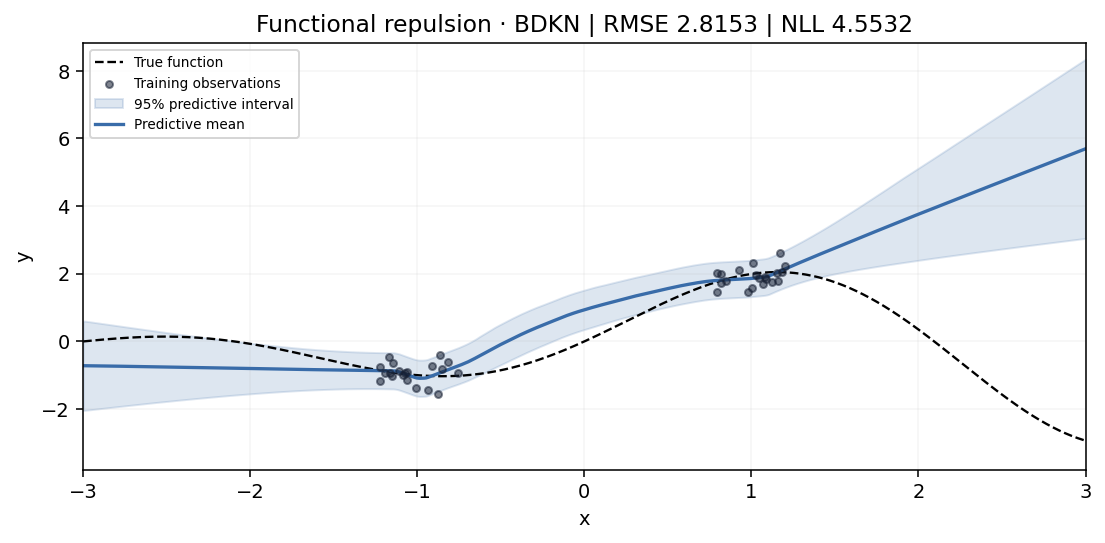 Functional repulsion · BDKN | RMSE 2.8153 | NLL 4.5532
True function
Training observations
95% predictive interval
Predictive mean
8
6
4
2
0
−2
y
−3
−2
−1
0
1
2
3
x